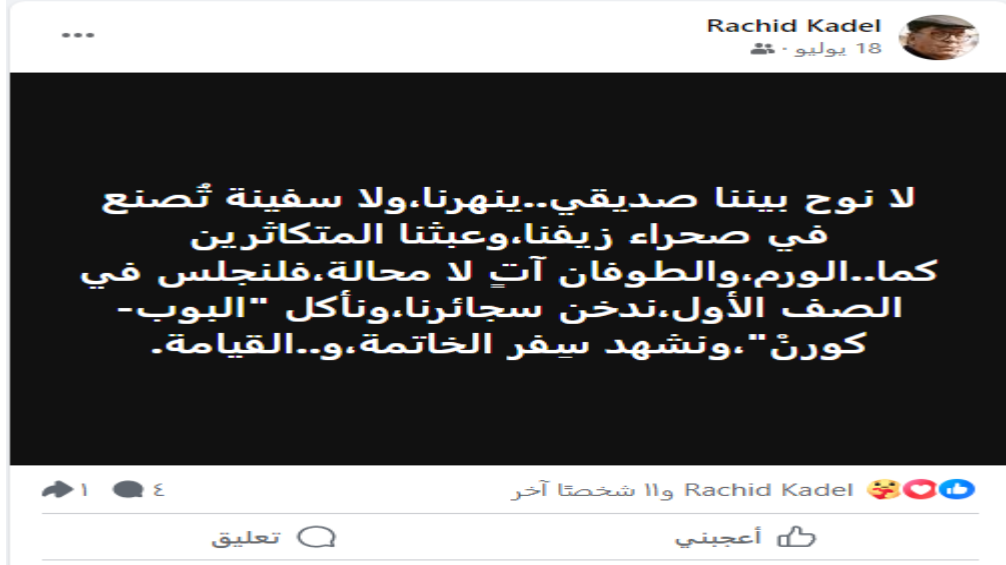 Rachid Kadel
18 يوليو ·
لا نوح بيننا صديقي..ينهرنا،ولا سفينة تُصنع
في صحراء زيفنا،وعبثنا المتكاثرين
كما..الورم،والطوفان آتٍ لا محالة،فلنجلس في
الصف الأول،ندخن سجائرنا،ونأكل "البوب-
كورنْ"،ونشهد سِفر الخاتمة،و..القيامة.
Rachid Kadel و١١ شخصًا آخر
٤ ١
أعجبني تعليق